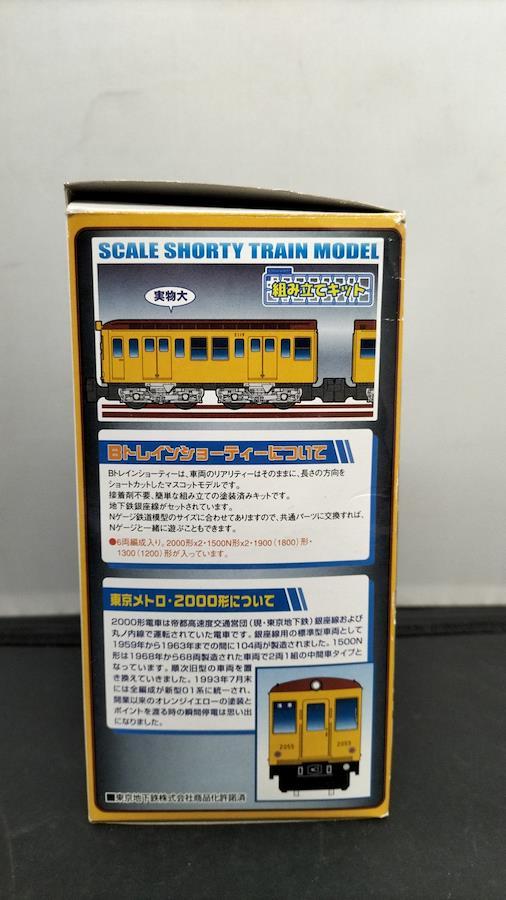 SCALE SHORTY TRAIN MODEL
組み立てキット
実物大
Bトレインショーティーについて
Bトレインショーティーは、車両のリアリティーはそのままに、長さの方向を
ショートカットしたマスコットモデルです。
接着剤不要、簡単な組み立ての塗装済みキットです。
地下鉄銀座線がセットされています。
Nゲージ鉄道模型のサイズに合わせてありますので、共通パーツに交換すれば、
Nゲージと一緒に遊ぶこともできます。
●6両編成入り。2000形x2・1500N形x2・1900(1800)形・
1300(1200)形が入っています。
東京メトロ・2000形について
2000形電車は帝都高速度交通営団(現・東京地下鉄)銀座線および
丸ノ内線で運転されていた電車です。銀座線用の標準型車両として
1959年から1963年までの間に104両が製造されました。1500N
形は1968年から68両製造された車両で2両1組の中間車タイプと
なっています。順次旧型の車両を置
き換えていきました。1993年7月末
には全編成が新型01系に統一され、
開業以来のオレンジイエローの塗装と
ポイントを渡る時の瞬間停電は思い出
になりました。
2055
2055
■東京地下鉄株式会社商品化許諾済